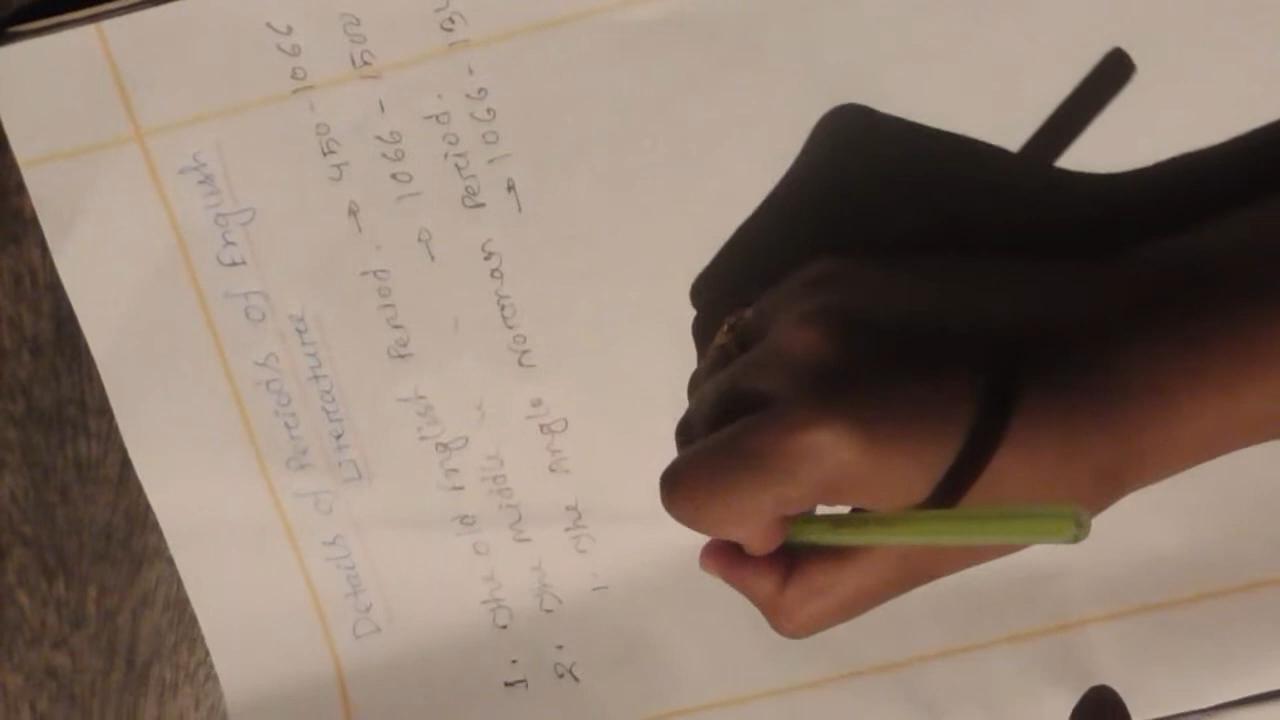 Details of Periods of English
Literature
1. The old English Period. → 450-1066
2. The middle " " → 1066-1500
1. The Anglo Norman Period.
→ 1066-